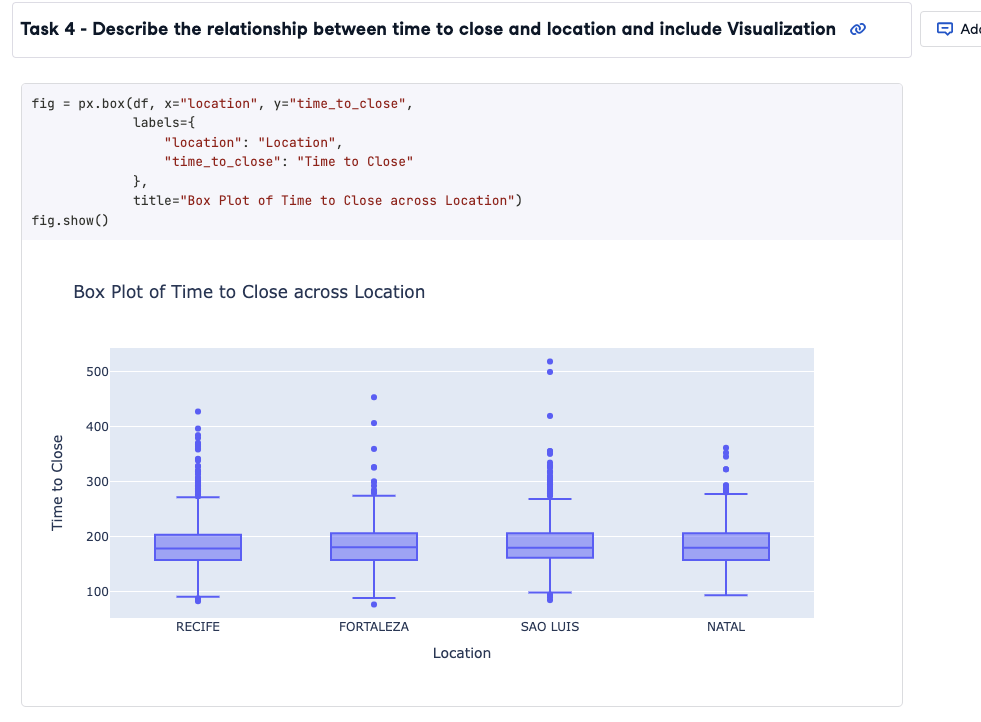 Task 4 - Describe the relationship between time to close and location and include Visualization
fig = px.box(df, x="location", y="time_to_close",
             labels={
                 "location": "Location",
                 "time_to_close": "Time to Close"
             },
             title="Box Plot of Time to Close across Location")
fig.show()
Box Plot of Time to Close across Location
500
400
300
200
100
Time to Close
RECIFE FORTALEZA SAO LUIS NATAL
Location